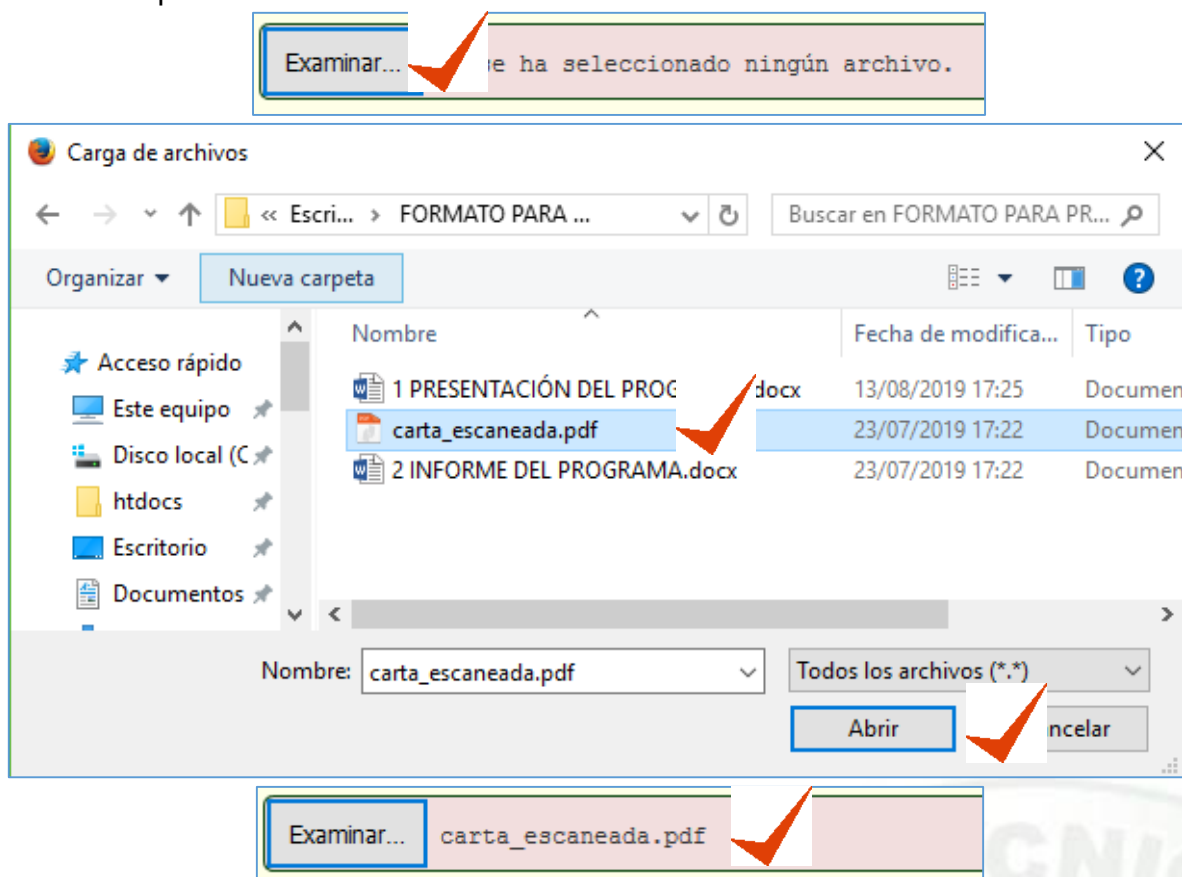 Examinar... se ha seleccionado ningún archivo.
Carga de archivos
« Escri... > FORMATO PARA ...
Buscar en FORMATO PARA PR...
Organizar
Nueva carpeta
Nombre Fecha de modifica... Tipo
Acceso rápido
Este equipo
Disco local (C
htdocs
Escritorio
Documentos
1 PRESENTACIÓN DEL PROG docx 13/08/2019 17:25 Documen
carta_escaneada.pdf 23/07/2019 17:22 Documen
2 INFORME DEL PROGRAMA.docx 23/07/2019 17:22 Documen
Nombre: carta_escaneada.pdf Todos los archivos (*.*)
Abrir ncelar
Examinar... carta_escaneada.pdf